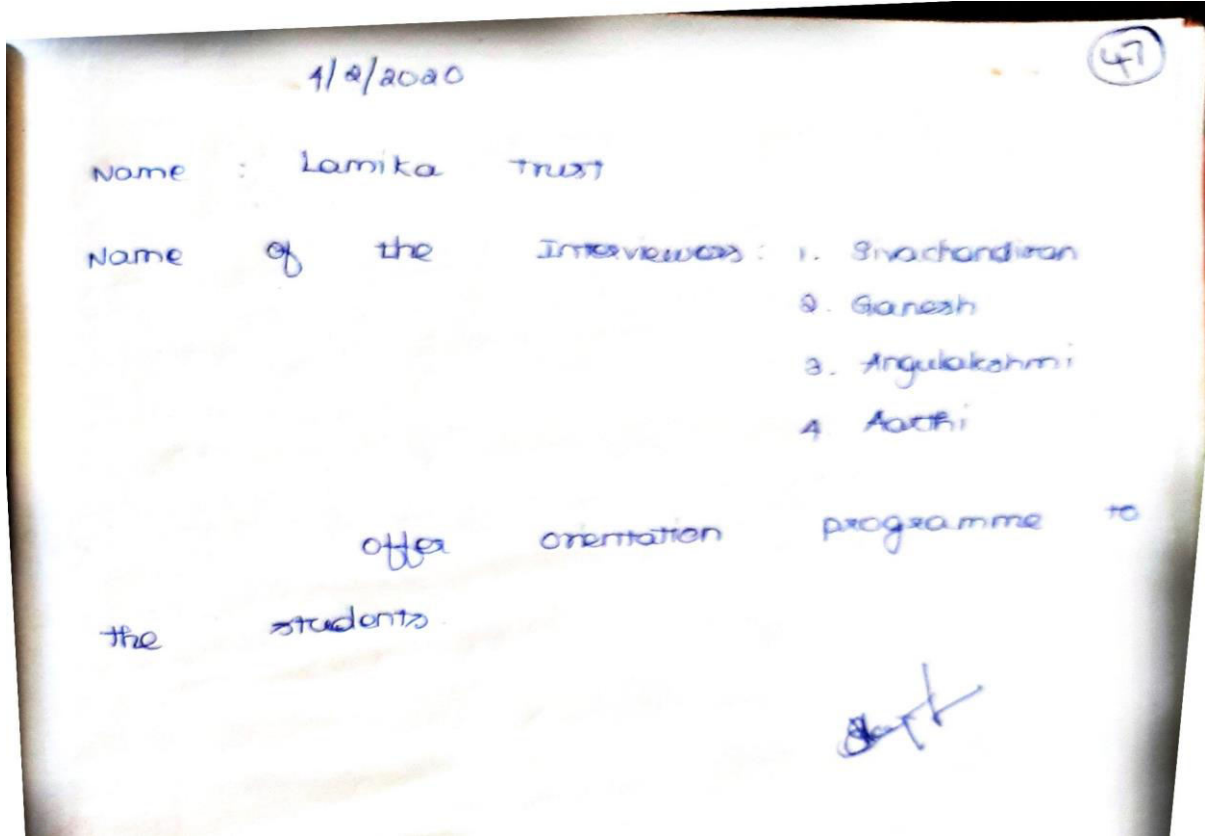 4/2/2020
47
Name : Lamika Trust
Name of the Interviewers : 1. Sivachandiran
2. Ganesh
3. Angulakshmi
4 Aarthi
offer orientation programme to
the students.